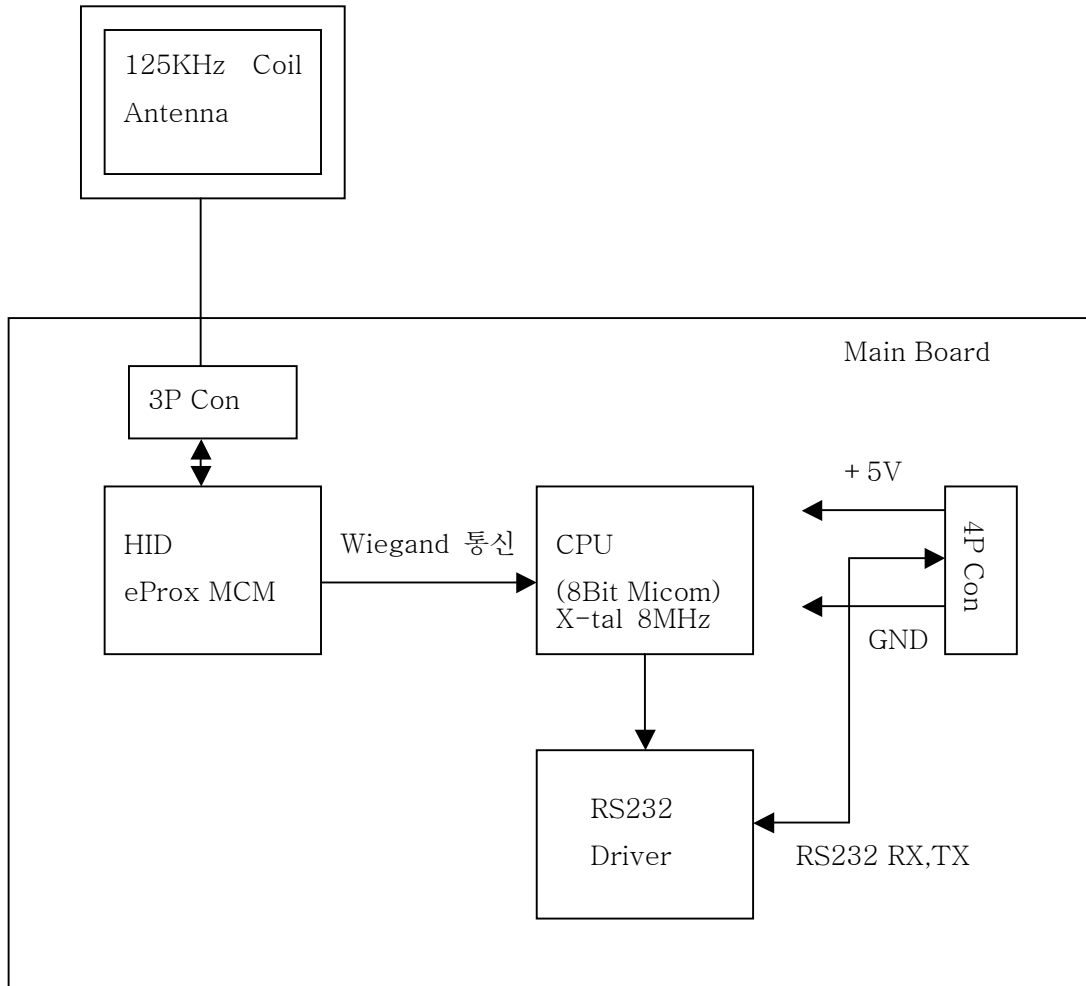 125KHz Coil
Antenna
Main Board
3P Con
+5V
HID
eProx MCM
Wiegand 통신
CPU
(8Bit Micom)
X-tal 8MHz
4P Con
GND
RS232
Driver
RS232 RX,TX